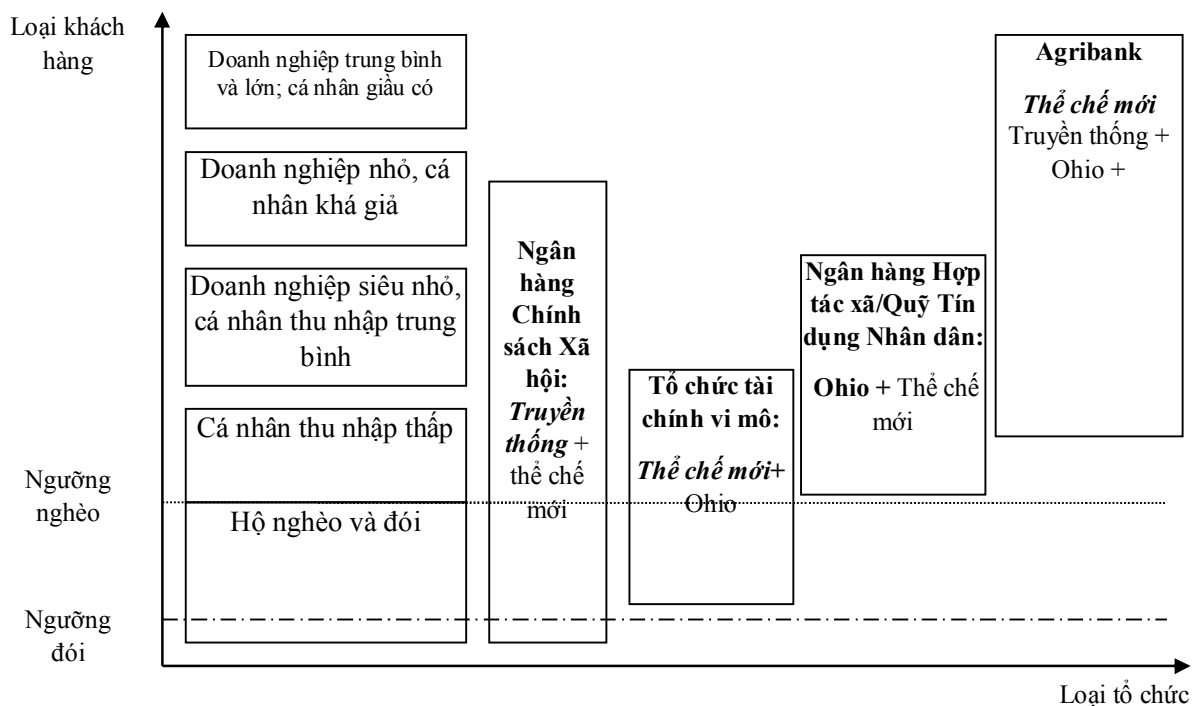 Loại khách
hàng
Doanh nghiệp trung bình
và lớn; cá nhân giầu có
Doanh nghiệp nhỏ, cá
nhân khá giả
Doanh nghiệp siêu nhỏ,
cá nhân thu nhập trung
bình
Cá nhân thu nhập thấp
Ngưỡng
nghèo
Hộ nghèo và đói
Ngưỡng
đói
Ngân
hàng
Chính
sách Xã
hội:
Truyền
thống +
thể chế
mới
Tổ chức tài
chính vi mô:
Thể chế mới+
Ohio
Ngân hàng Hợp
tác xã/Quỹ Tín
dụng Nhân dân:
Ohio + Thể chế
mới
Agribank
Thể chế mới
Truyền thống +
Ohio +
Loại tổ chức